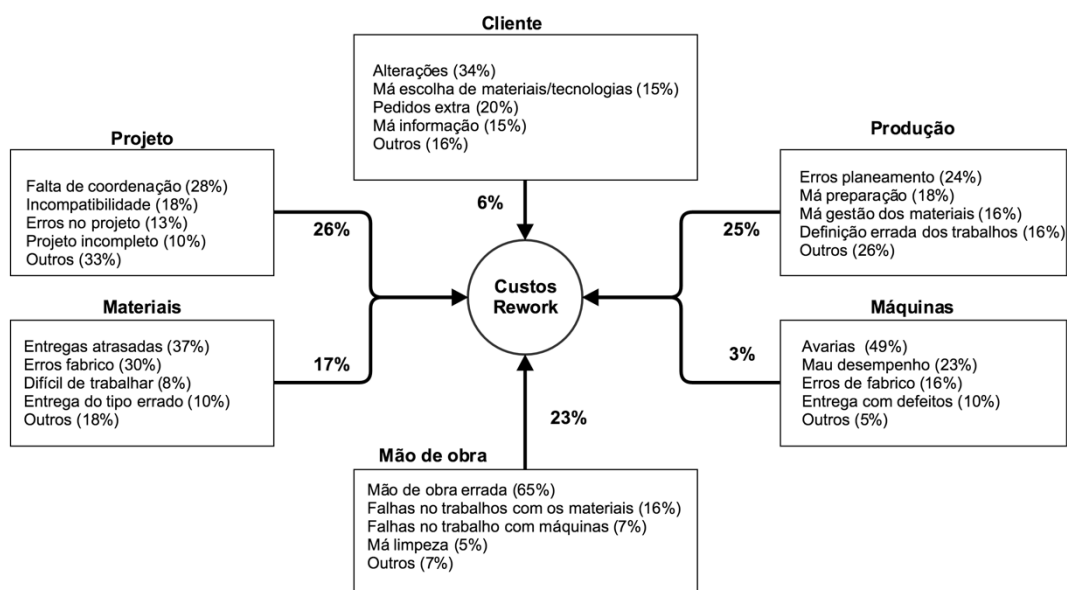 Cliente
Alterações (34%)
Má escolha de materiais/tecnologias (15%)
Pedidos extra (20%)
Má informação (15%)
Outros (16%)
6%
Projeto
Falta de coordenação (28%)
Incompatibilidade (18%)
Erros no projeto (13%)
Projeto incompleto (10%)
Outros (33%)
26%
Produção
Erros planeamento (24%)
Má preparação (18%)
Má gestão dos materiais (16%)
Definição errada dos trabalhos (16%)
Outros (26%)
25%
Custos
Rework
Materiais
Entregas atrasadas (37%)
Erros fabrico (30%)
Difícil de trabalhar (8%)
Entrega do tipo errado (10%)
Outros (18%)
17%
Máquinas
Avarias (49%)
Mau desempenho (23%)
Erros de fabrico (16%)
Entrega com defeitos (10%)
Outros (5%)
3%
23%
Mão de obra
Mão de obra errada (65%)
Falhas no trabalhos com os materiais (16%)
Falhas no trabalho com máquinas (7%)
Má limpeza (5%)
Outros (7%)